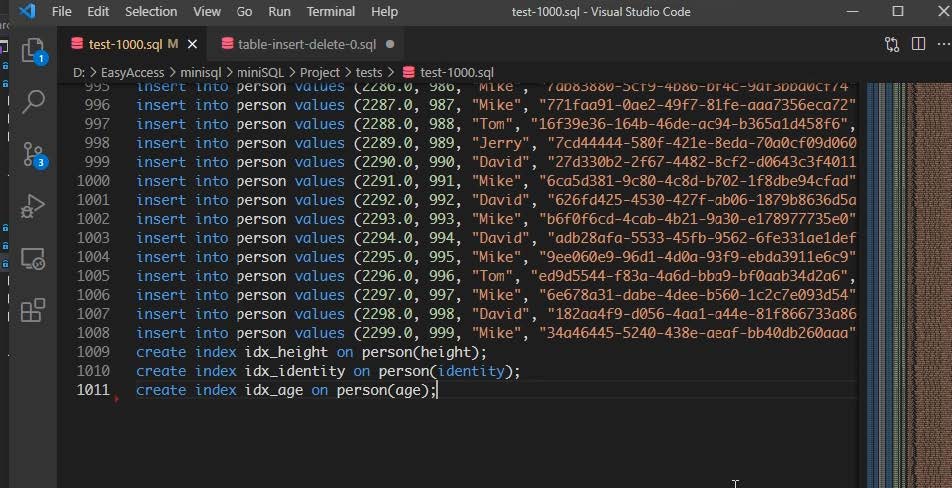 File Edit Selection View Go Run Terminal Help test-1000.sql - Visual Studio Code
test-1000.sql M table-insert-delete-0.sql
D: > EasyAccess > minisql > miniSQL > Project > tests > test-1000.sql
1
3
995 insert into person values (2286.0, 986, "Mike", "7ab83880-5cf9-4b86-bf4c-9af3bba0cf74"
996 insert into person values (2287.0, 987, "Mike", "771faa91-0ae2-49f7-81fe-aaa7356eca72"
997 insert into person values (2288.0, 988, "Tom", "16f39e36-164b-46de-ac94-b365a1d458f6",
998 insert into person values (2289.0, 989, "Jerry", "7cd44444-580f-421e-8eda-70a0cf09d060
999 insert into person values (2290.0, 990, "David", "27d330b2-2f67-4482-8cf2-d0643c3f4011
1000 insert into person values (2291.0, 991, "Mike", "6ca5d381-9c80-4c8d-b702-1f8dbe94cfad"
1001 insert into person values (2292.0, 992, "David", "626fd425-4530-427f-ab06-1879b8636d5a
1002 insert into person values (2293.0, 993, "Mike", "b6f0f6cd-4cab-4b21-9a30-e178977735e0"
1003 insert into person values (2294.0, 994, "David", "adb28afa-5533-45fb-9562-6fe331ae1def
1004 insert into person values (2295.0, 995, "Mike", "9ee060e9-96d1-4d0a-93f9-ebda3911e6c9"
1005 insert into person values (2296.0, 996, "Tom", "ed9d5544-f83a-4a6d-bba9-bf0aab34d2a6",
1006 insert into person values (2297.0, 997, "Mike", "6e678a31-dabe-4dee-b560-1c2c7e093d54"
1007 insert into person values (2298.0, 998, "David", "182aa4f9-d056-4aa1-a44e-81f866733a86
1008 insert into person values (2299.0, 999, "Mike", "34a46445-5240-438e-aeaf-bb40db260aaa"
1009 create index idx_height on person(height);
1010 create index idx_identity on person(identity);
1011 create index idx_age on person(age);